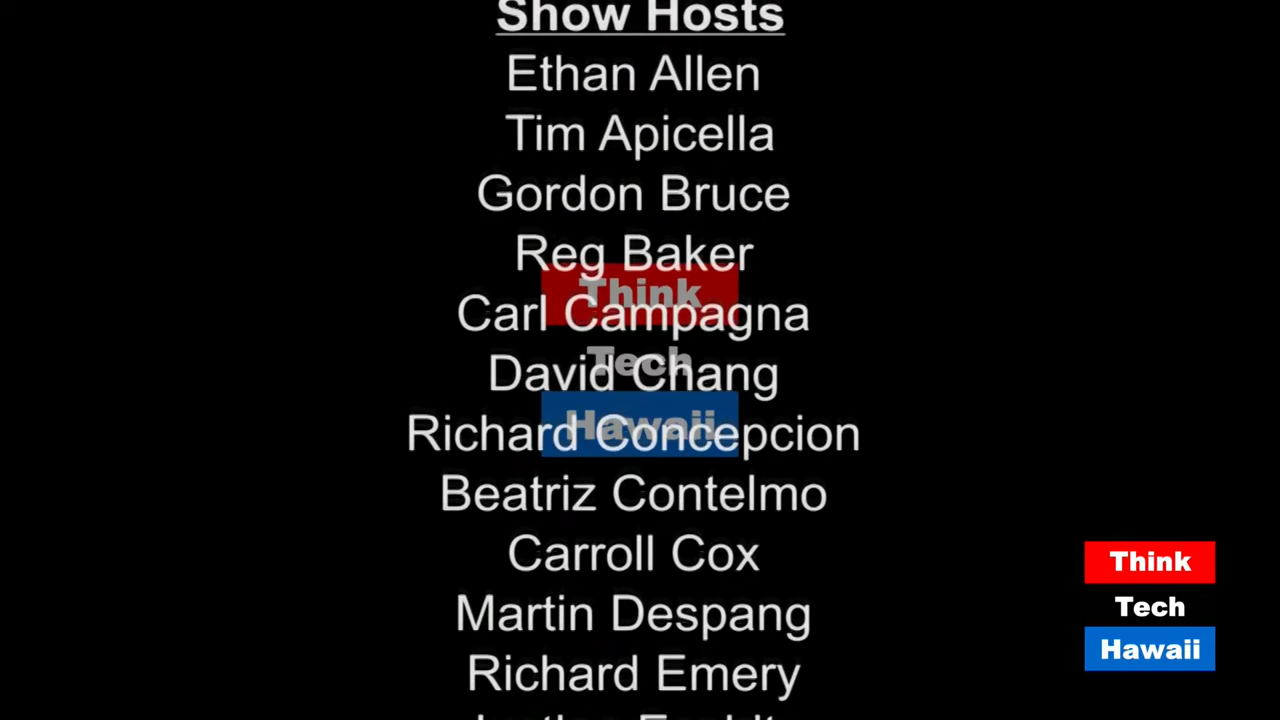 Show Hosts
Ethan Allen
Tim Apicella
Gordon Bruce
Reg Baker
Think
Carl Campagna
Tech
David Chang
Hawaii
Richard Concepcion
Beatriz Contelmo
Carroll Cox
Martin Despang
Richard Emery
Think
Tech
Hawaii